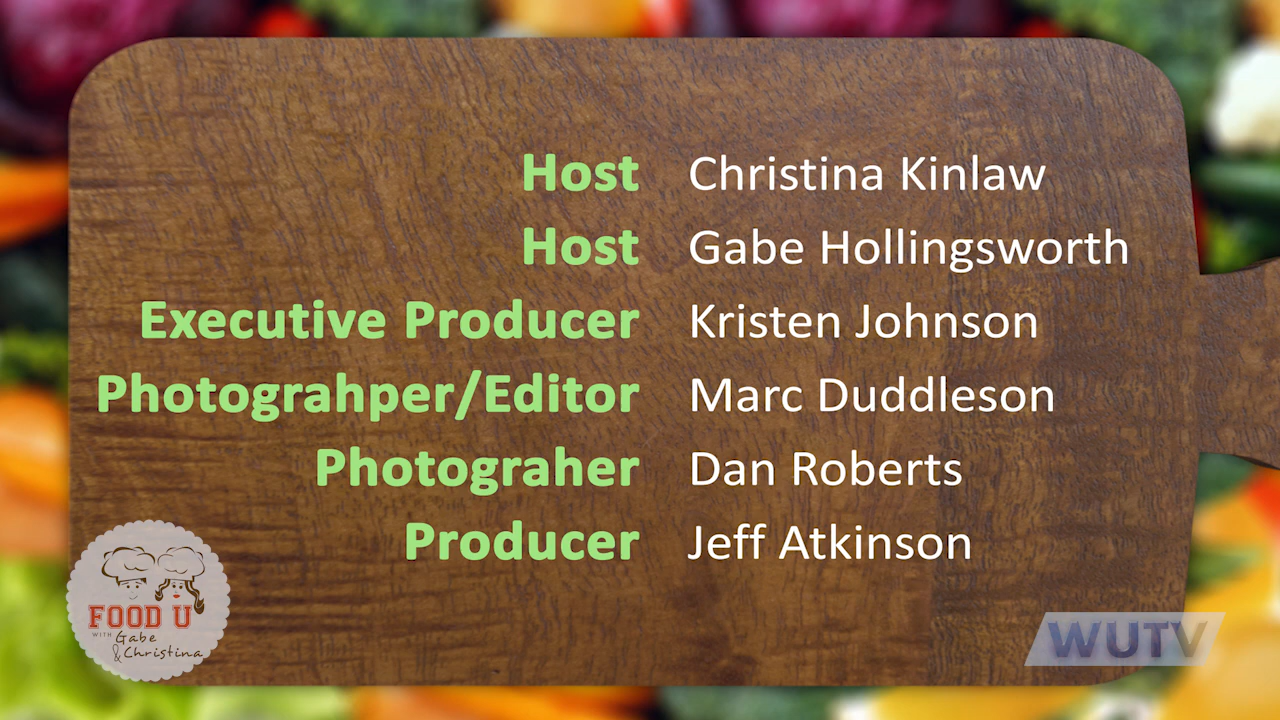 Host Christina Kinlaw
Host Gabe Hollingsworth
Executive Producer Kristen Johnson
Photograhper/Editor Marc Duddleson
Photograher Dan Roberts
Producer Jeff Atkinson
FOOD U
WITH Gabe
& Christina
WUTV